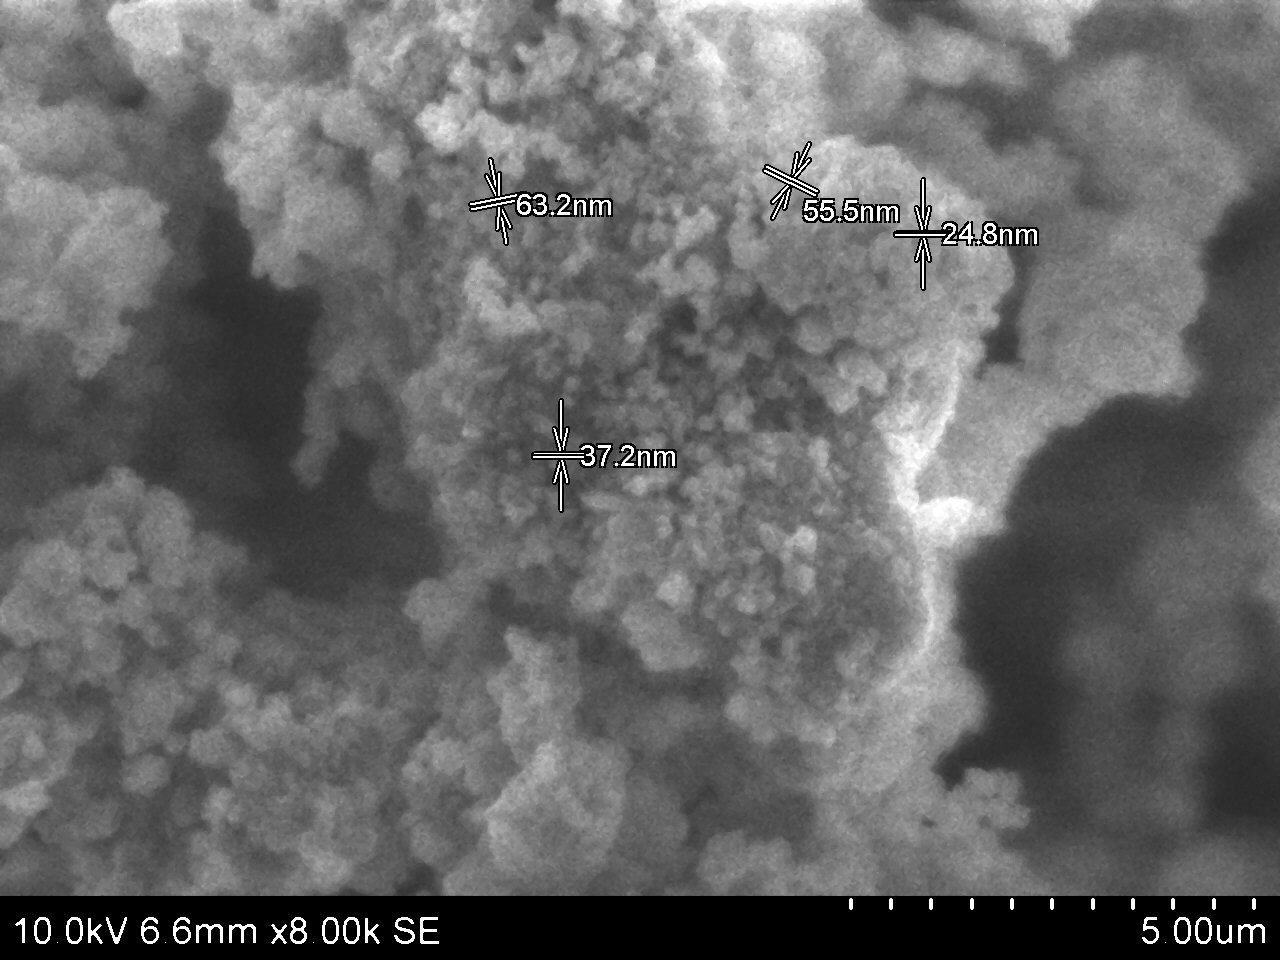 63.2nm
55.5nm
24.8nm
37.2nm
10.0kV 6.6mm x8.00k SE
5.00um